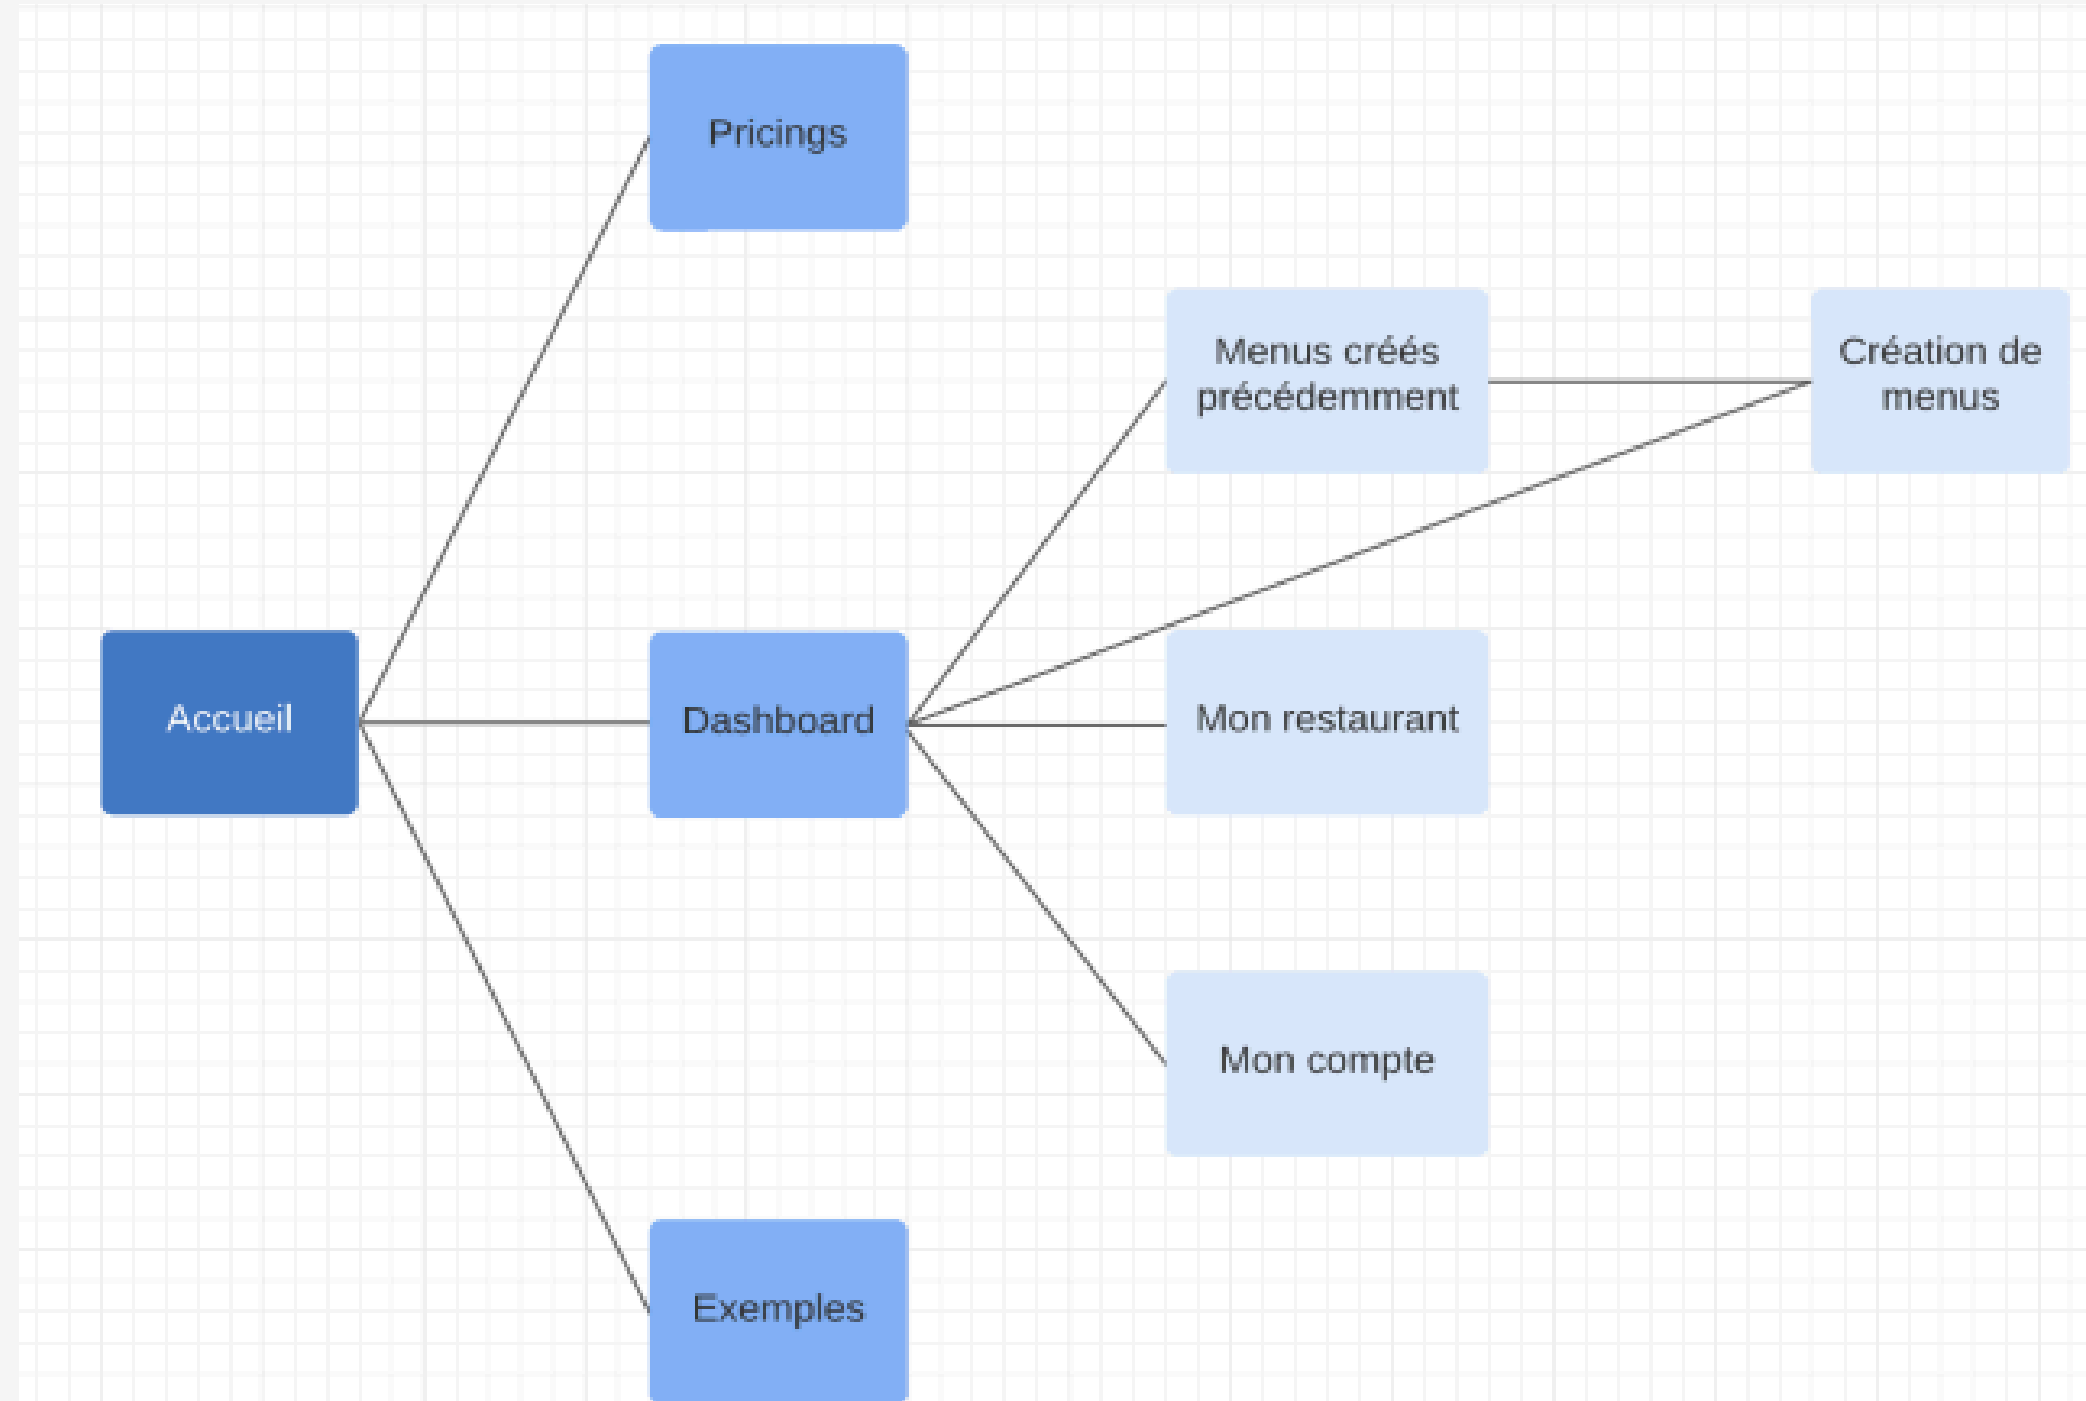 Pricings
Menus créés
précédemment
Création de
menus
Accueil
Dashboard
Mon restaurant
Mon compte
Exemples